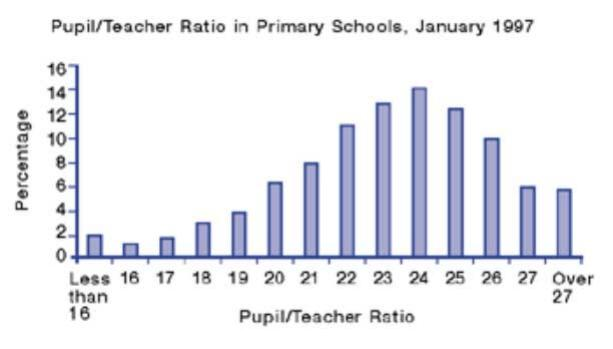 Pupil/Teacher Ratio in Primary Schools, January 1997
Percentage
16
14
12
10
8
6
4
2
0
Less than 16 16 17 18 19 20 21 22 23 24 25 26 27 Over 27
Pupil/Teacher Ratio